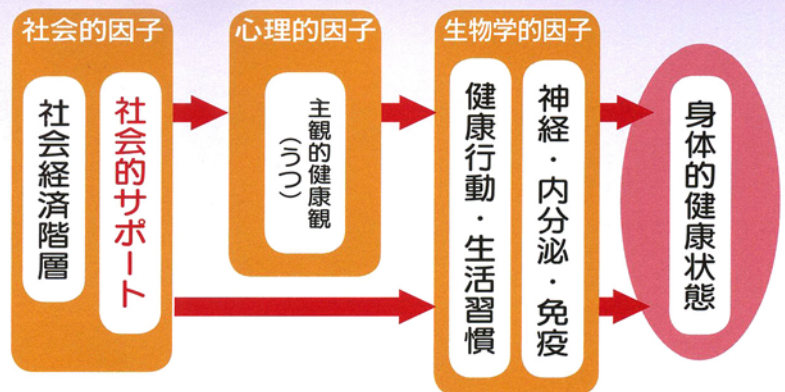 社会的因子
社会経済階層
社会的サポート
心理的因子
主観的健康観
(うつ)
生物学的因子
健康行動・生活習慣
神経・内分泌・免疫
身体的健康状態